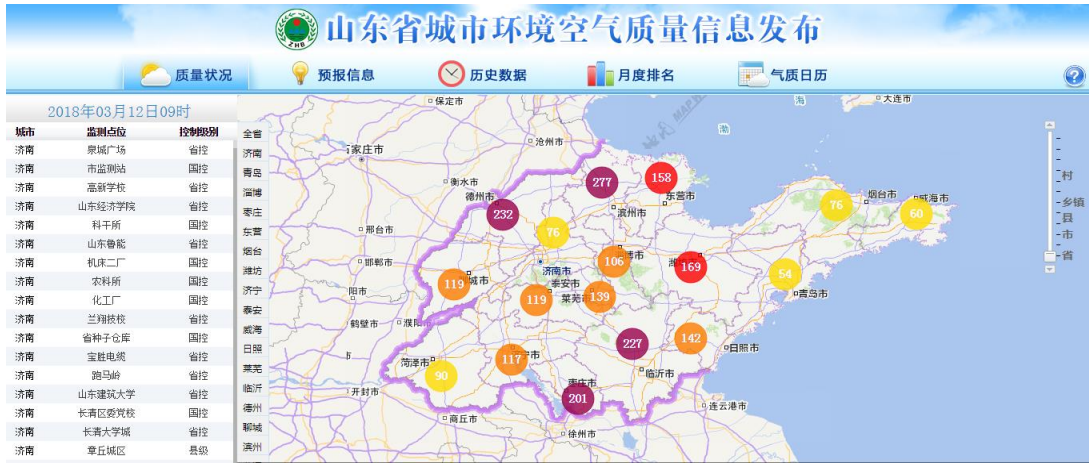 ZHB 山东省城市环境空气质量信息发布
质量状况 预报信息 历史数据 月度排名 气质日历 ?
2018年03月12日09时
城市 监测点位 控制级别
济南 泉城广场 省控
济南 市监测站 国控
济南 高新学校 省控
济南 山东经济学院 省控
济南 科干所 国控
济南 山东鲁能 省控
济南 机床二厂 国控
济南 农科所 国控
济南 化工厂 国控
济南 兰翔技校 省控
济南 省种子仓库 国控
济南 宝胜电缆 省控
济南 跑马岭 省控
济南 山东建筑大学 省控
济南 长清区委党校 国控
济南 长清大学城 省控
济南 章丘城区 县级
全省
济南
青岛
淄博
枣庄
东营
烟台
潍坊
济宁
泰安
威海
日照
莱芜
临沂
德州
聊城
滨州
保定市
大连市
海
渤
沧州市
家庄市
衡水市
德州市
277
158
东营市
滨州市
232
76
邢台市
76
烟台市
60
威海市
邯郸市
济南市
106
博市
169
119
城市
54
青岛市
阳市
泰安市
莱芜
119
139
鹤壁市
濮阳
227
142
日照市
菏泽市
117
宁市
90
临沂市
枣庄市
201
开封市
商丘市
徐州市
连云港市
村
乡镇
县
市
省